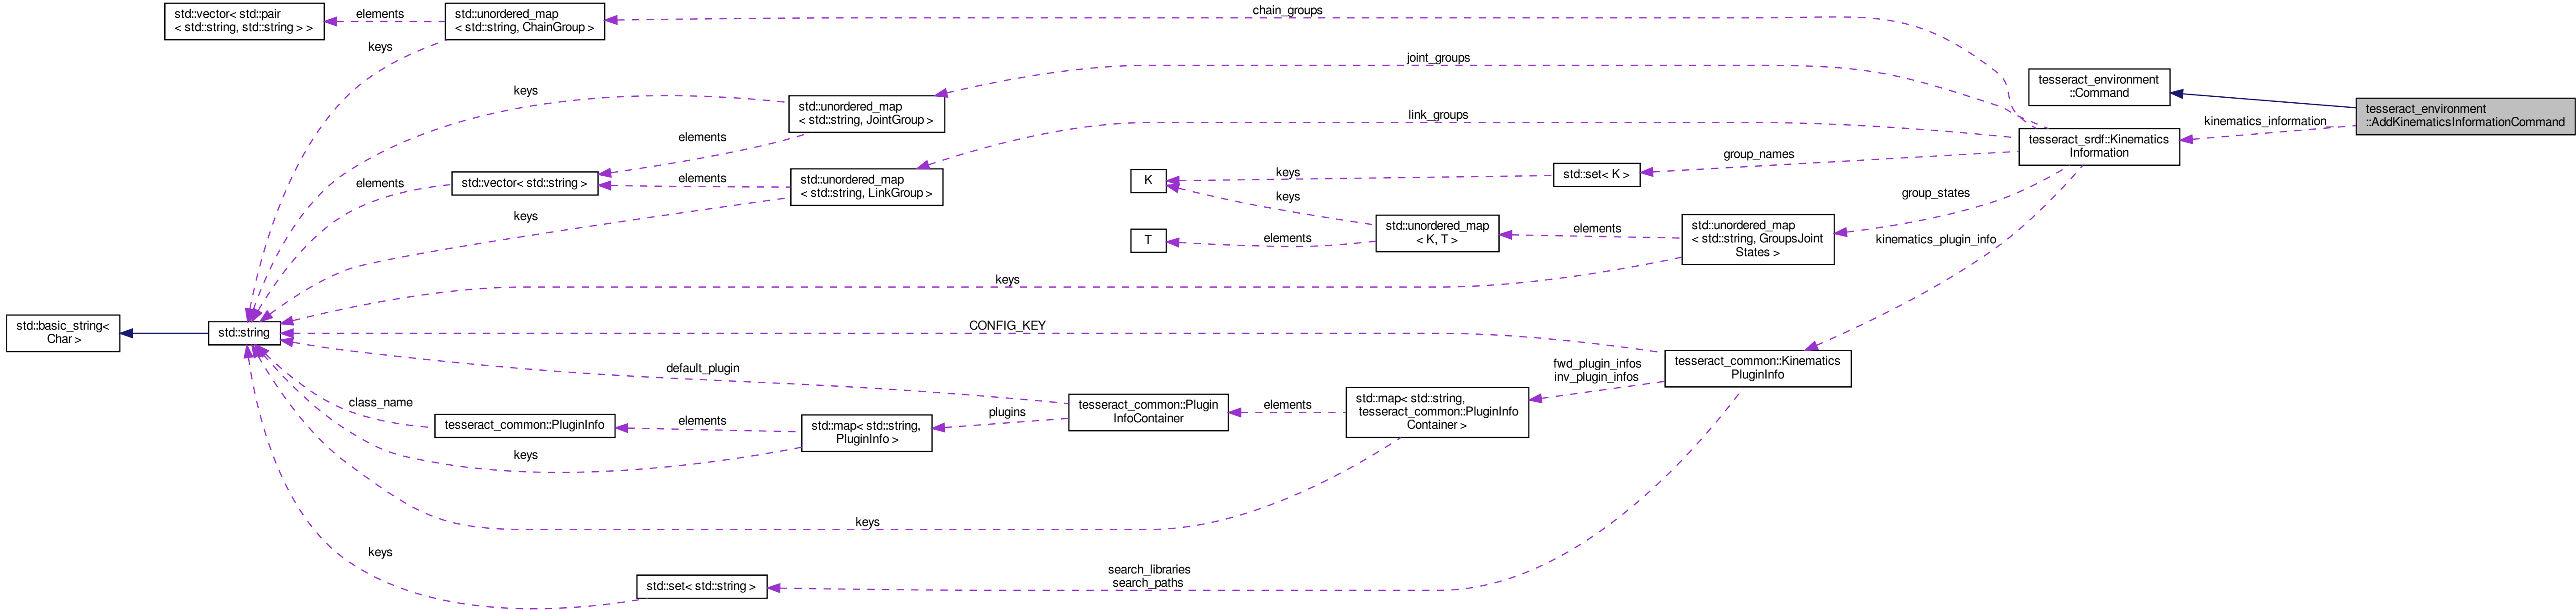 std::vector< std::pair
< std::string, std::string > >
elements
std::unordered_map
< std::string, ChainGroup >
chain_groups
keys
joint_groups
tesseract_environment
::Command
keys
std::unordered_map
< std::string, JointGroup >
link_groups
tesseract_environment
::AddKinematicsInformationCommand
kinematics_information_
elements
tesseract_srdf::Kinematics
Information
group_names
elements
std::vector< std::string >
elements
std::unordered_map
< std::string, LinkGroup >
K
keys
std::set< K >
keys
group_states
keys
T
elements
std::unordered_map
< K, T >
elements
std::unordered_map
< std::string, GroupsJoint
States >
kinematics_plugin_info
keys
std::basic_string<
Char >
std::string
CONFIG_KEY
default_plugin
fwd_plugin_infos
inv_plugin_infos
tesseract_common::Kinematics
PluginInfo
class_name
tesseract_common::PluginInfo
elements
std::map< std::string,
PluginInfo >
plugins
tesseract_common::Plugin
InfoContainer
elements
std::map< std::string,
tesseract_common::PluginInfo
Container >
keys
keys
keys
std::set< std::string >
search_libraries
search_paths